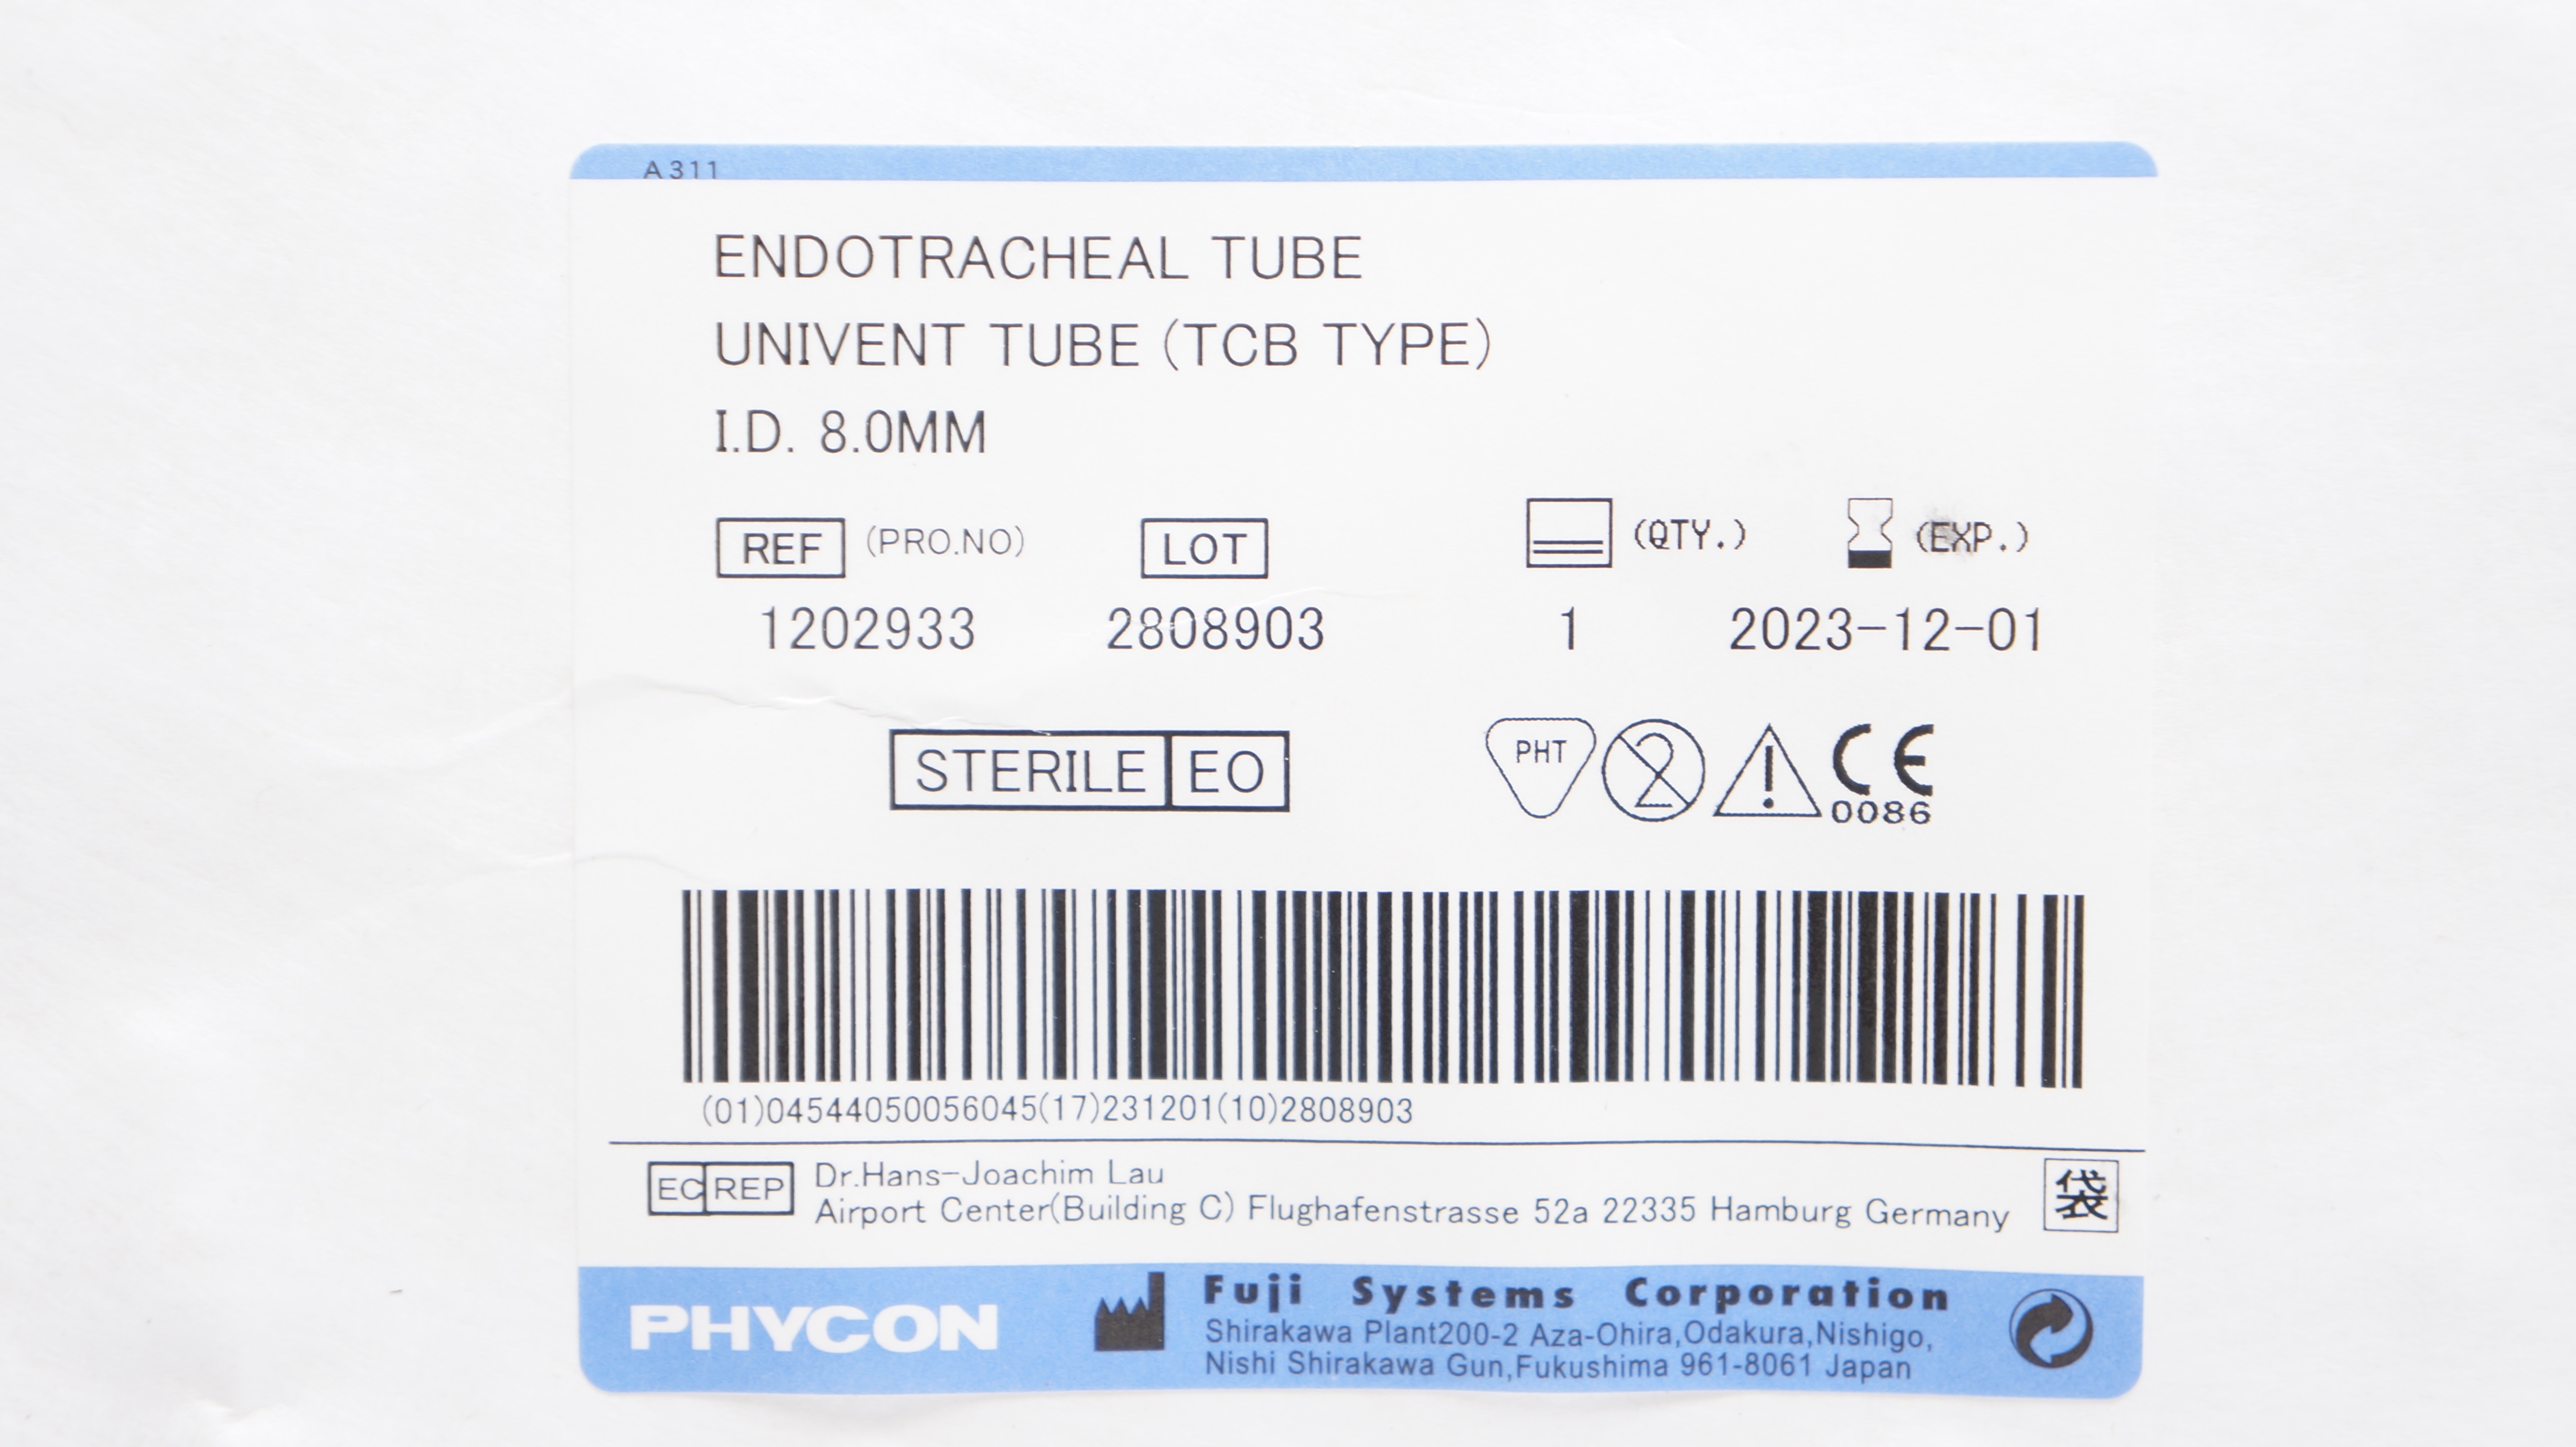 A311
ENDOTRACHEAL TUBE
UNIVENT TUBE (TCB TYPE)
I.D. 8.0MM
REF (PRO.NO) LOT (QTY.) (EXP.)
1202933 2808903 1 2023-12-01
STERILE EO PHT 2 ! CE
0086
(01)04544050056045(17)231201(10)2808903
EC REP Dr.Hans-Joachim Lau
Airport Center(Building C) Flughafenstrasse 52a 22335 Hamburg Germany 袋
PHYCON Fuji Systems Corporation
Shirakawa Plant200-2 Aza-Ohira,Odakura,Nishigo,
Nishi Shirakawa Gun,Fukushima 961-8061 Japan